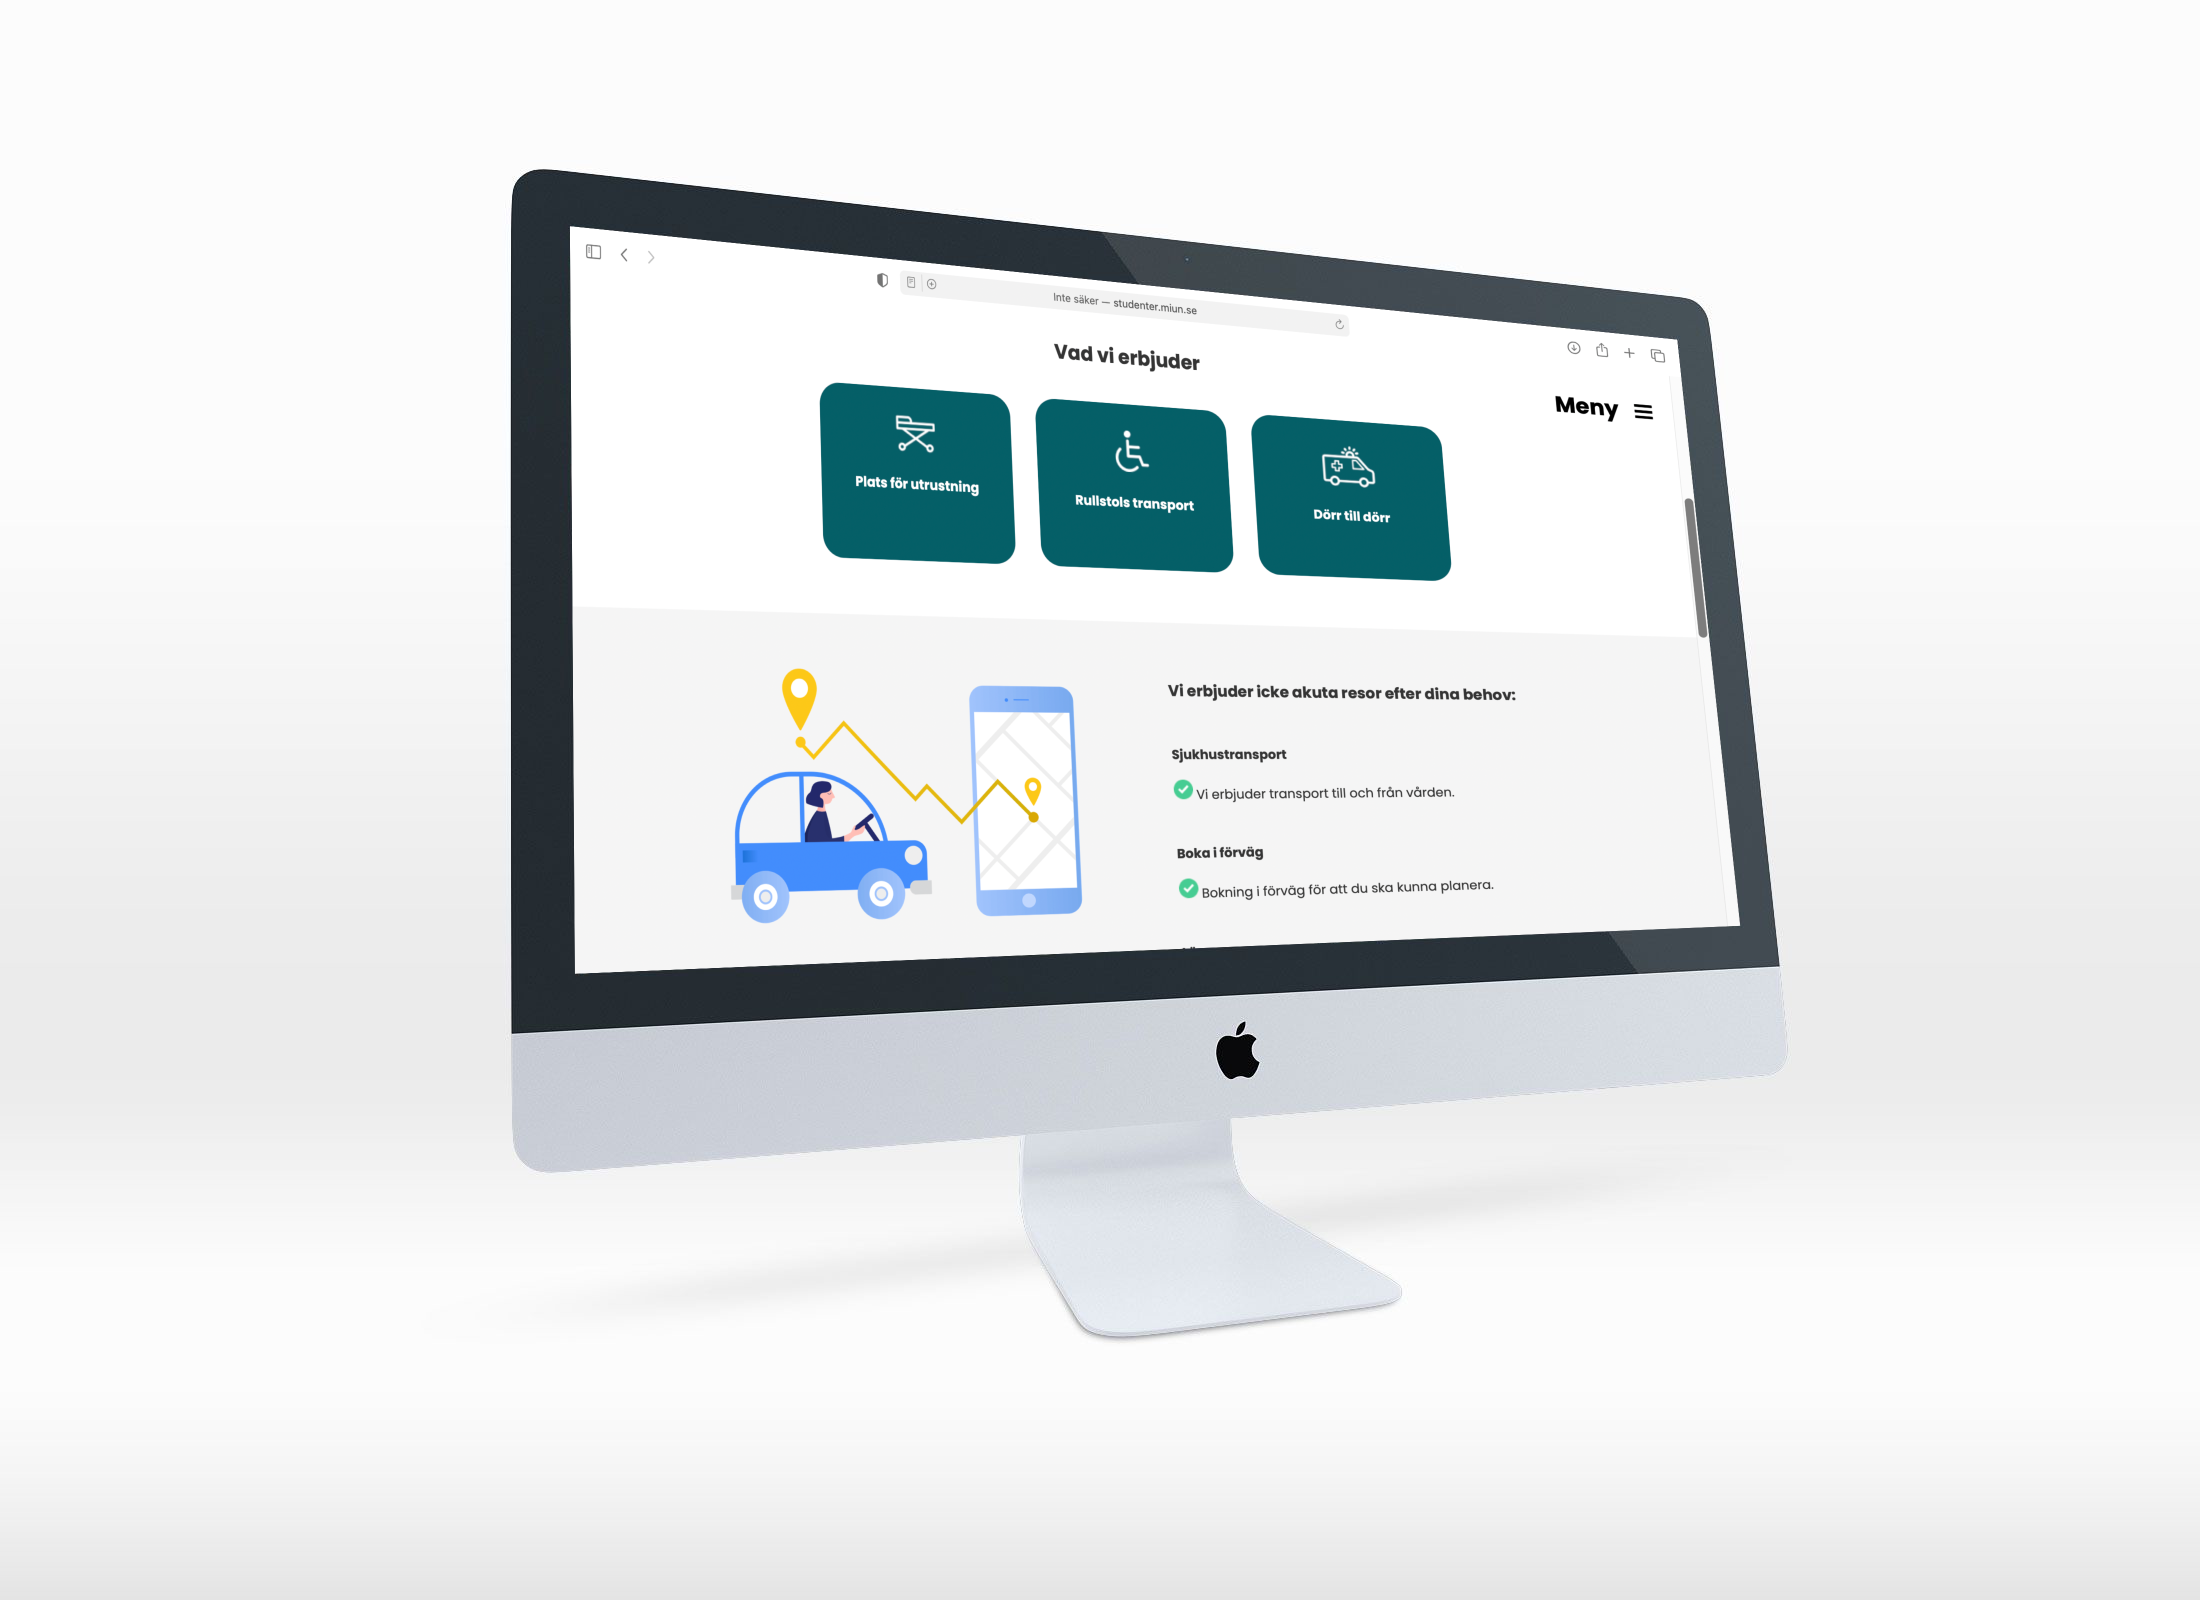 Inte säker — studenter.miun.se
Vad vi erbjuder
Meny
Plats för utrustning
Rullstols transport
Dörr till dörr
Vi erbjuder icke akuta resor efter dina behov:
Sjukhustransport
Vi erbjuder transport till och från vården.
Boka i förväg
Bokning i förväg för att du ska kunna planera.